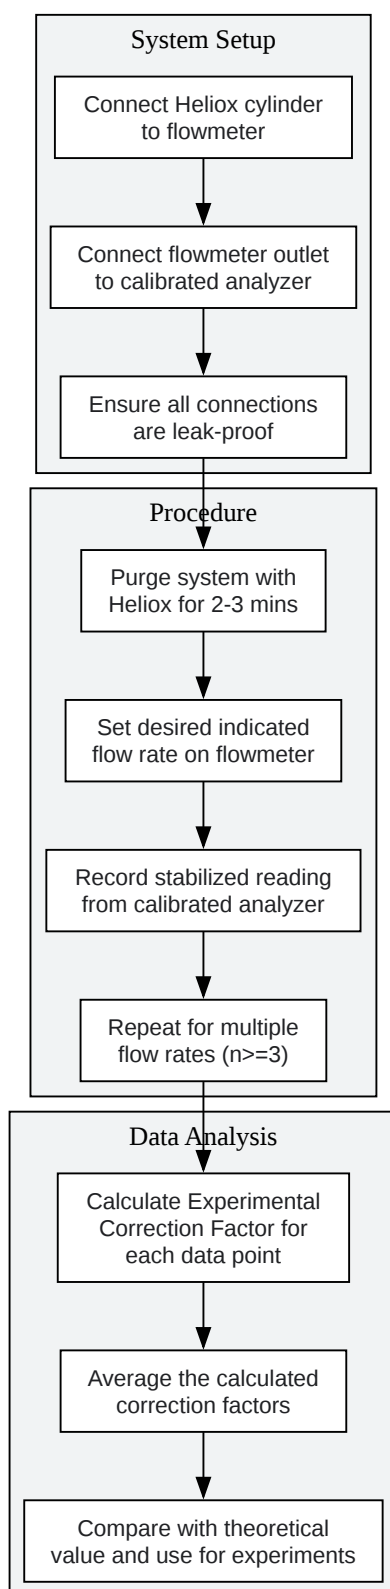 System Setup
Connect Heliox cylinder
to flowmeter
Connect flowmeter outlet
to calibrated analyzer
Ensure all connections
are leak-proof
Procedure
Purge system with
Heliox for 2-3 mins
Set desired indicated
flow rate on flowmeter
Record stabilized reading
from calibrated analyzer
Repeat for multiple
flow rates (n>=3)
Data Analysis
Calculate Experimental
Correction Factor for
each data point
Average the calculated
correction factors
Compare with theoretical
value and use for experiments